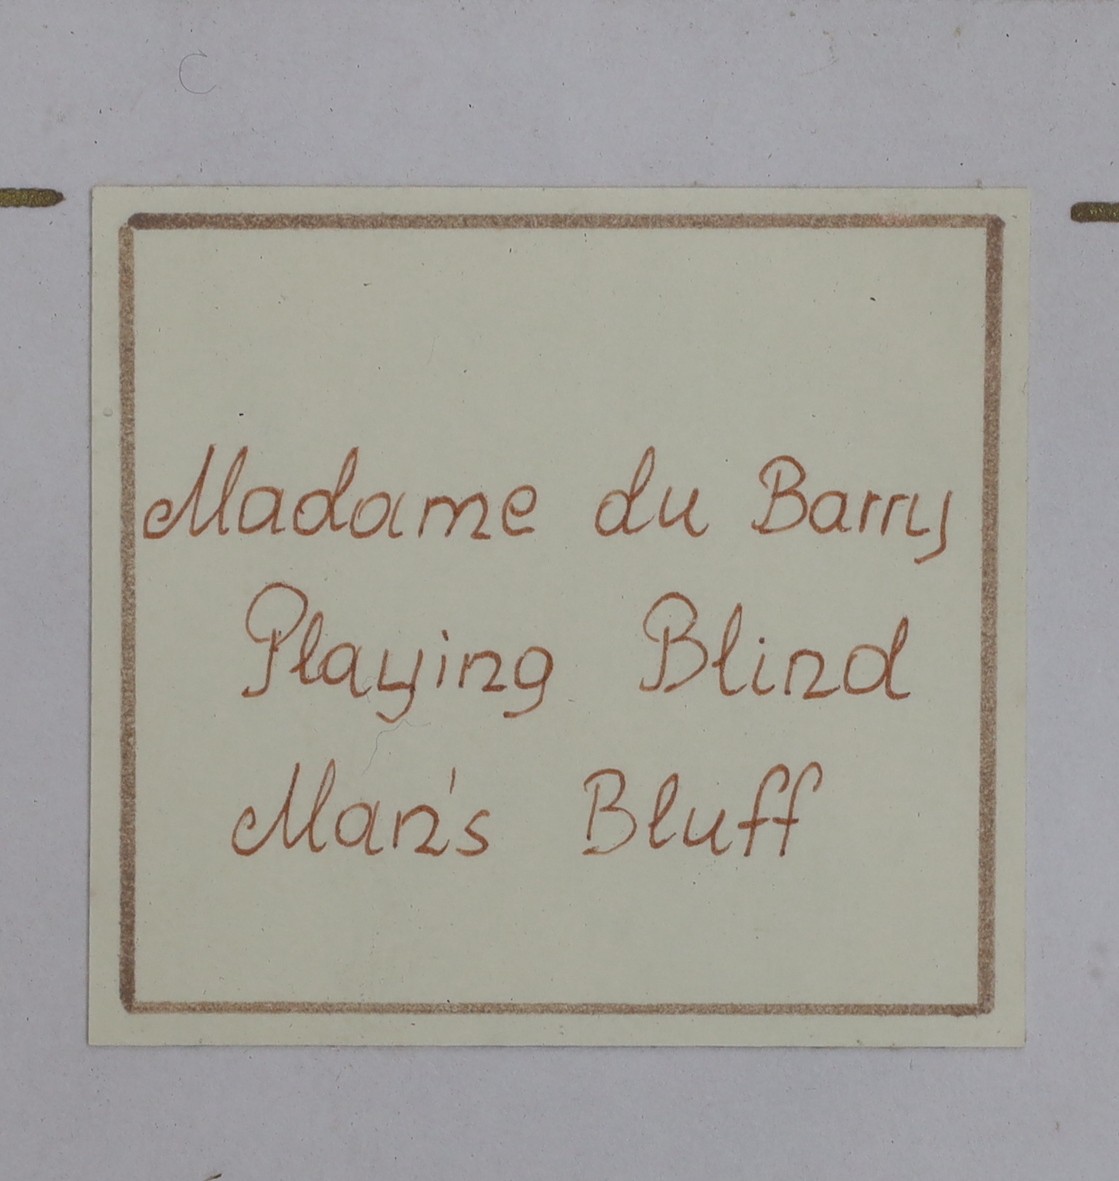 Madame du Barry
Playing Blind
Man's Bluff